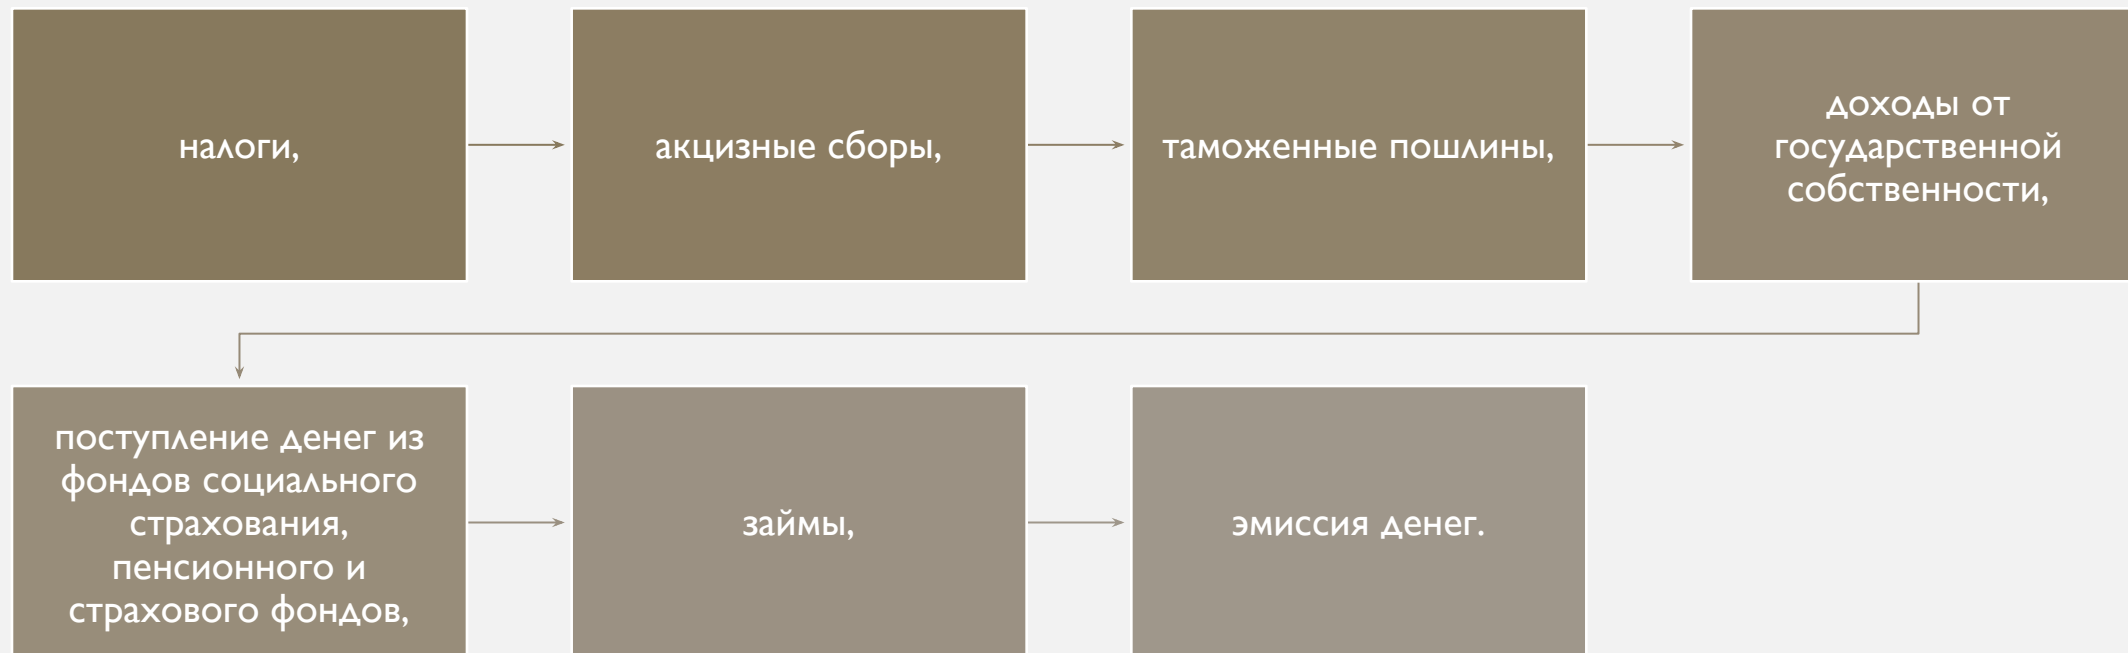 налоги,
акцизные сборы,
таможенные пошлины,
доходы от
государственной
собственности,
поступление денег из
фондов социального
страхования,
пенсионного и
страхового фондов,
займы,
эмиссия денег.